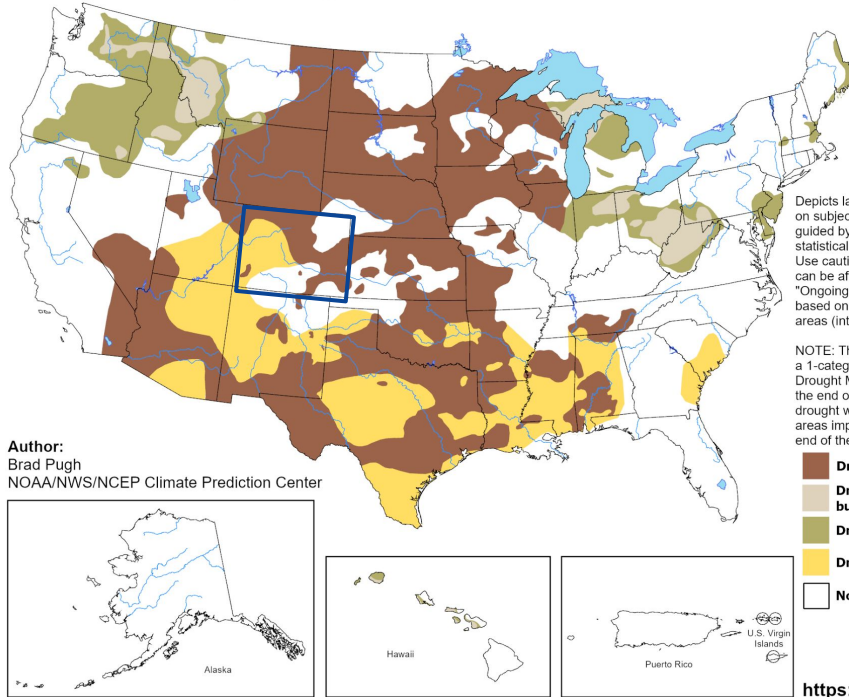 Depicts la
on subjec
guided by
statistical
Use cauti
can be af
"Ongoing
based on
areas (int
NOTE: Th
a 1-categ
Drought M
the end o
drought w
areas imp
end of the
Author:
Brad Pugh
NOAA/NWS/NCEP Climate Prediction Center
Dr
Dr
bu
Dr
Dr
No
Alaska
Hawaii
Puerto Rico
U.S. Virgin
Islands
https: